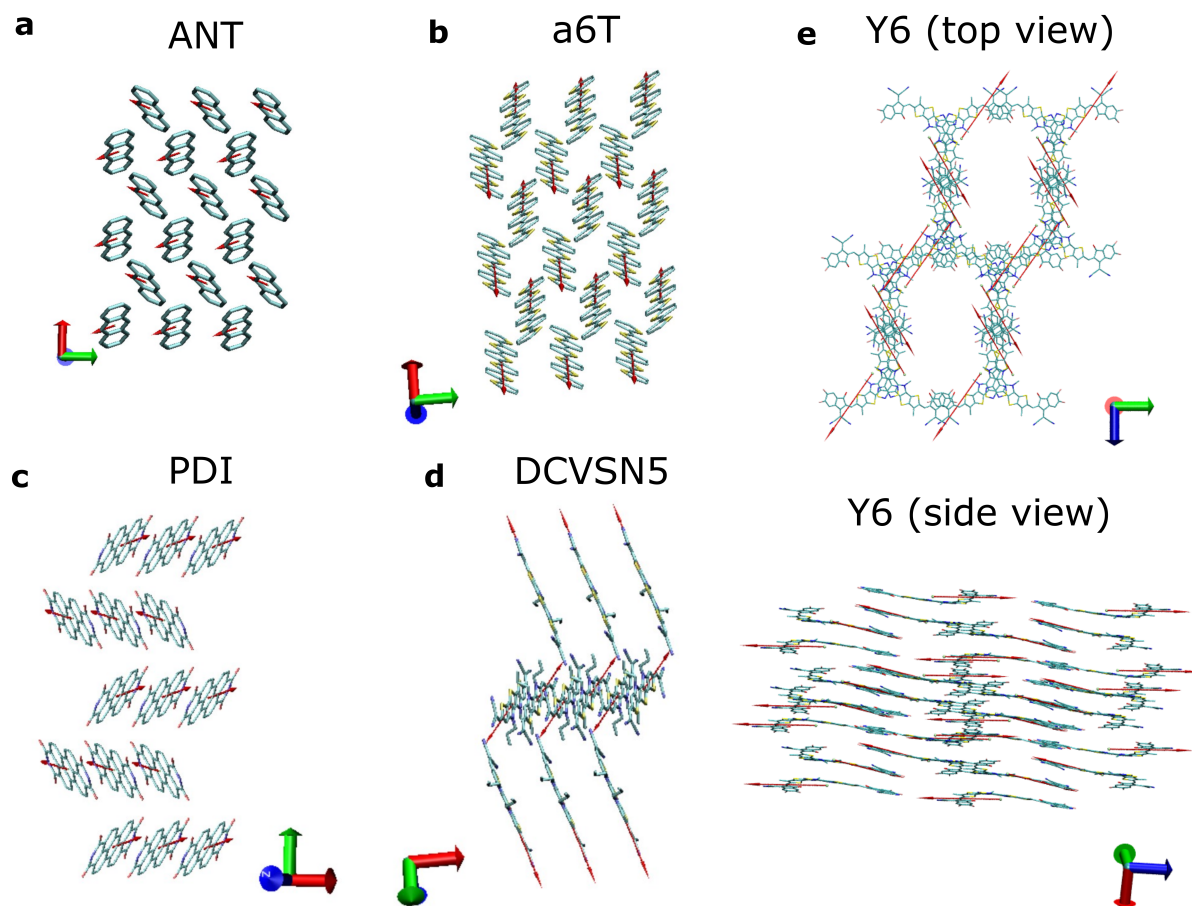 a
ANT
b
a6T
e
Y6 (top view)
c
PDI
d
DCVSN5
Y6 (side view)
Z